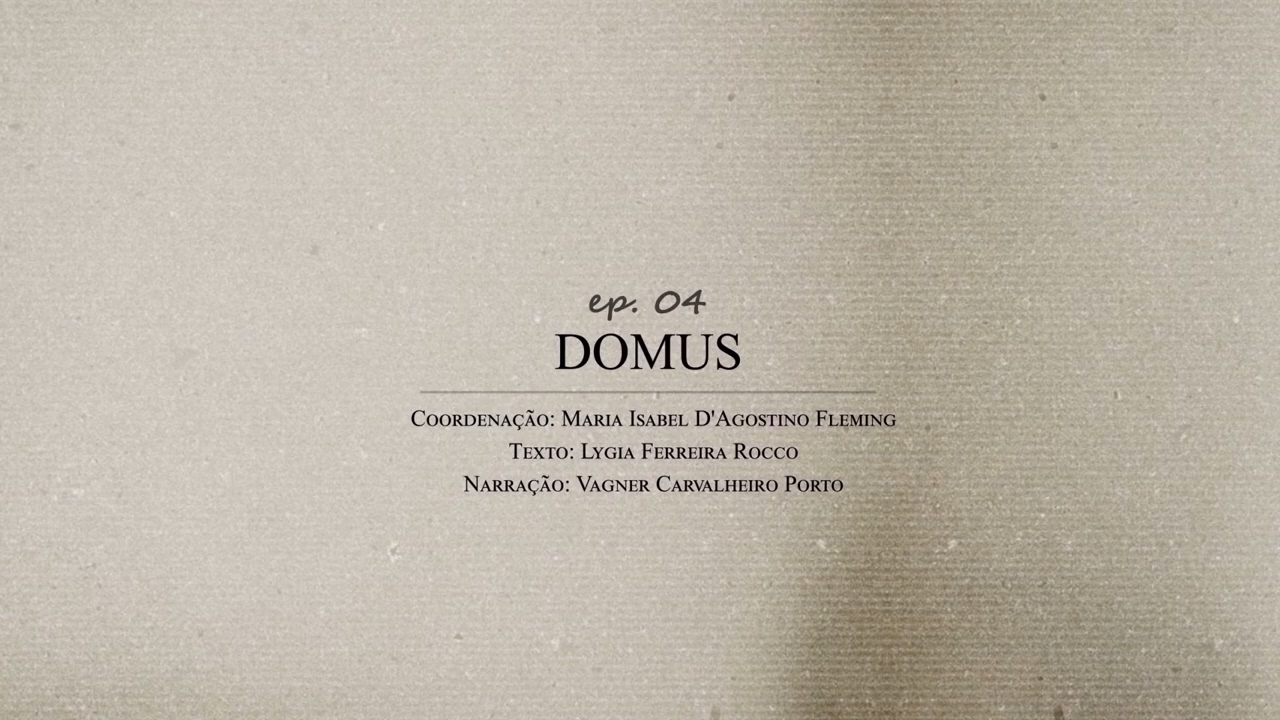 ep. 04
DOMUS
Coordenação: Maria Isabel D'Agostino Fleming
Texto: Lygia Ferreira Rocco
Narração: Vagner Carvalheiro Porto